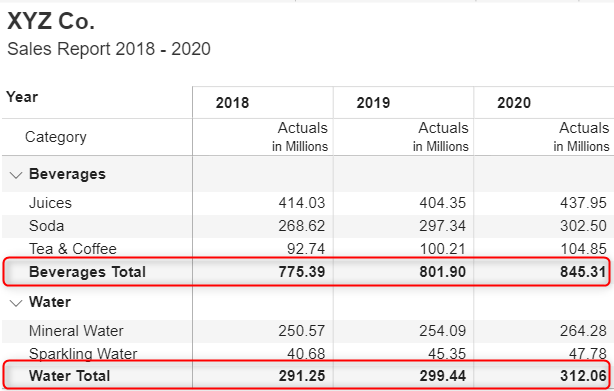 XYZ Co.
Sales Report 2018 - 2020
Year 2018 2019 2020
Category Actuals in Millions Actuals in Millions Actuals in Millions
Beverages
Juices 414.03 404.35 437.95
Soda 268.62 297.34 302.50
Tea & Coffee 92.74 100.21 104.85
Beverages Total 775.39 801.90 845.31
Water
Mineral Water 250.57 254.09 264.28
Sparkling Water 40.68 45.35 47.78
Water Total 291.25 299.44 312.06